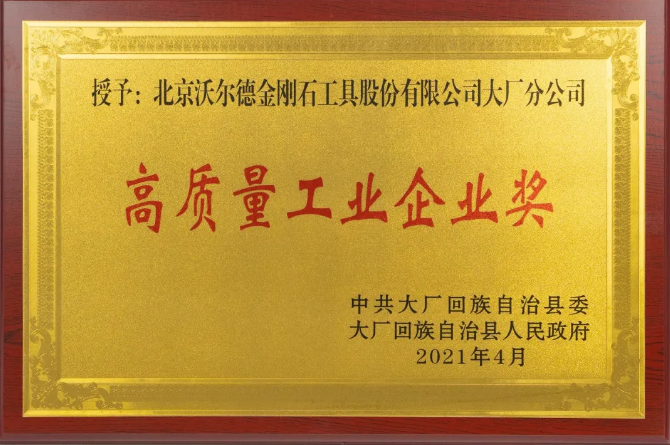 授予：北京沃尔德金刚石工具股份有限公司大厂分公司
高质量工业企业奖
中共大厂回族自治县委
大厂回族自治县人民政府
2021年4月